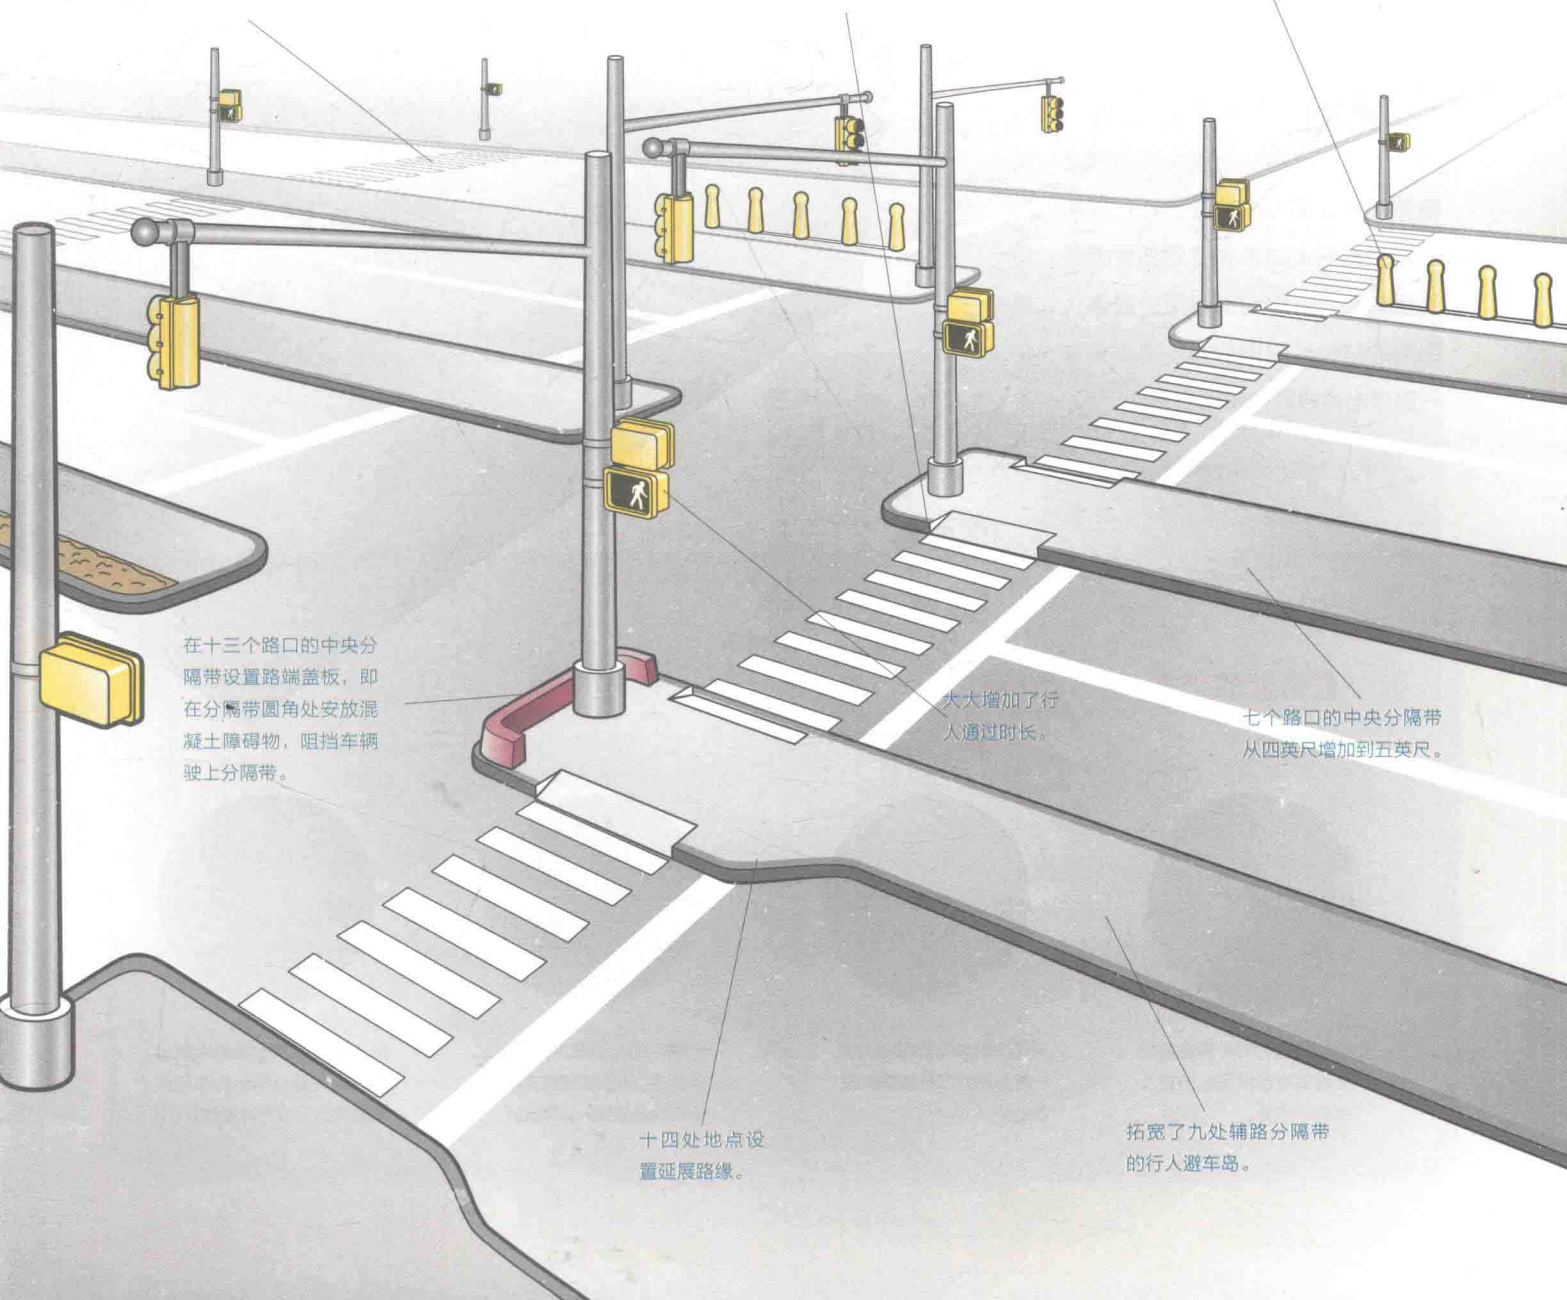 在十三个路口的中央分
隔带设置路端盖板，即
在分隔带圆角处安放混
凝土障碍物，阻挡车辆
驶上分隔带。
大大增加了行
人通过时长。
七个路口的中央分隔带
从四英尺增加到五英尺。
十四处地点设
置延展路缘。
拓宽了九处辅路分隔带
的行人避车岛。